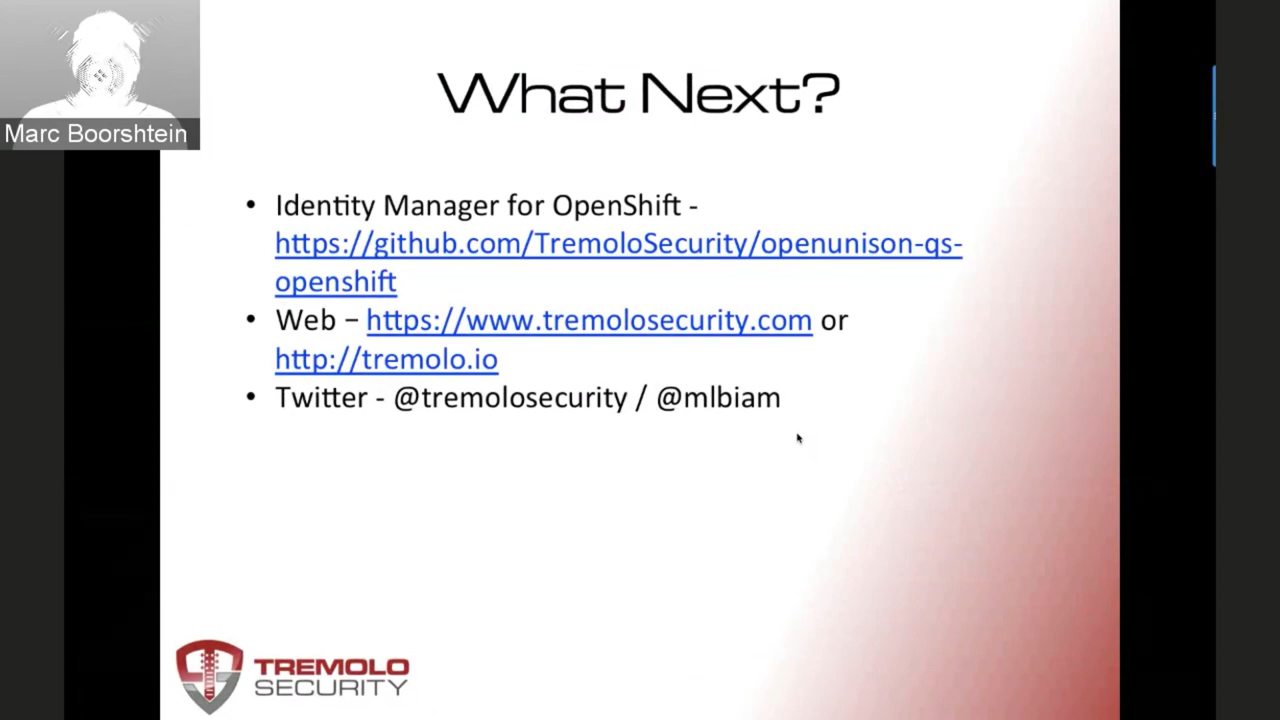 Marc Boorshtein
What Next?
• Identity Manager for OpenShift -
https://github.com/TremoloSecurity/openunison-qs-
openshift
• Web – https://www.tremolosecurity.com or
http://tremolo.io
• Twitter - @tremolosecurity / @mlbiam
TREMOLO
SECURITY